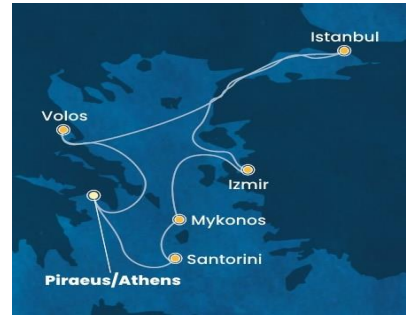 Istanbul
Volos
Izmir
Mykonos
Santorini
Piraeus/Athens